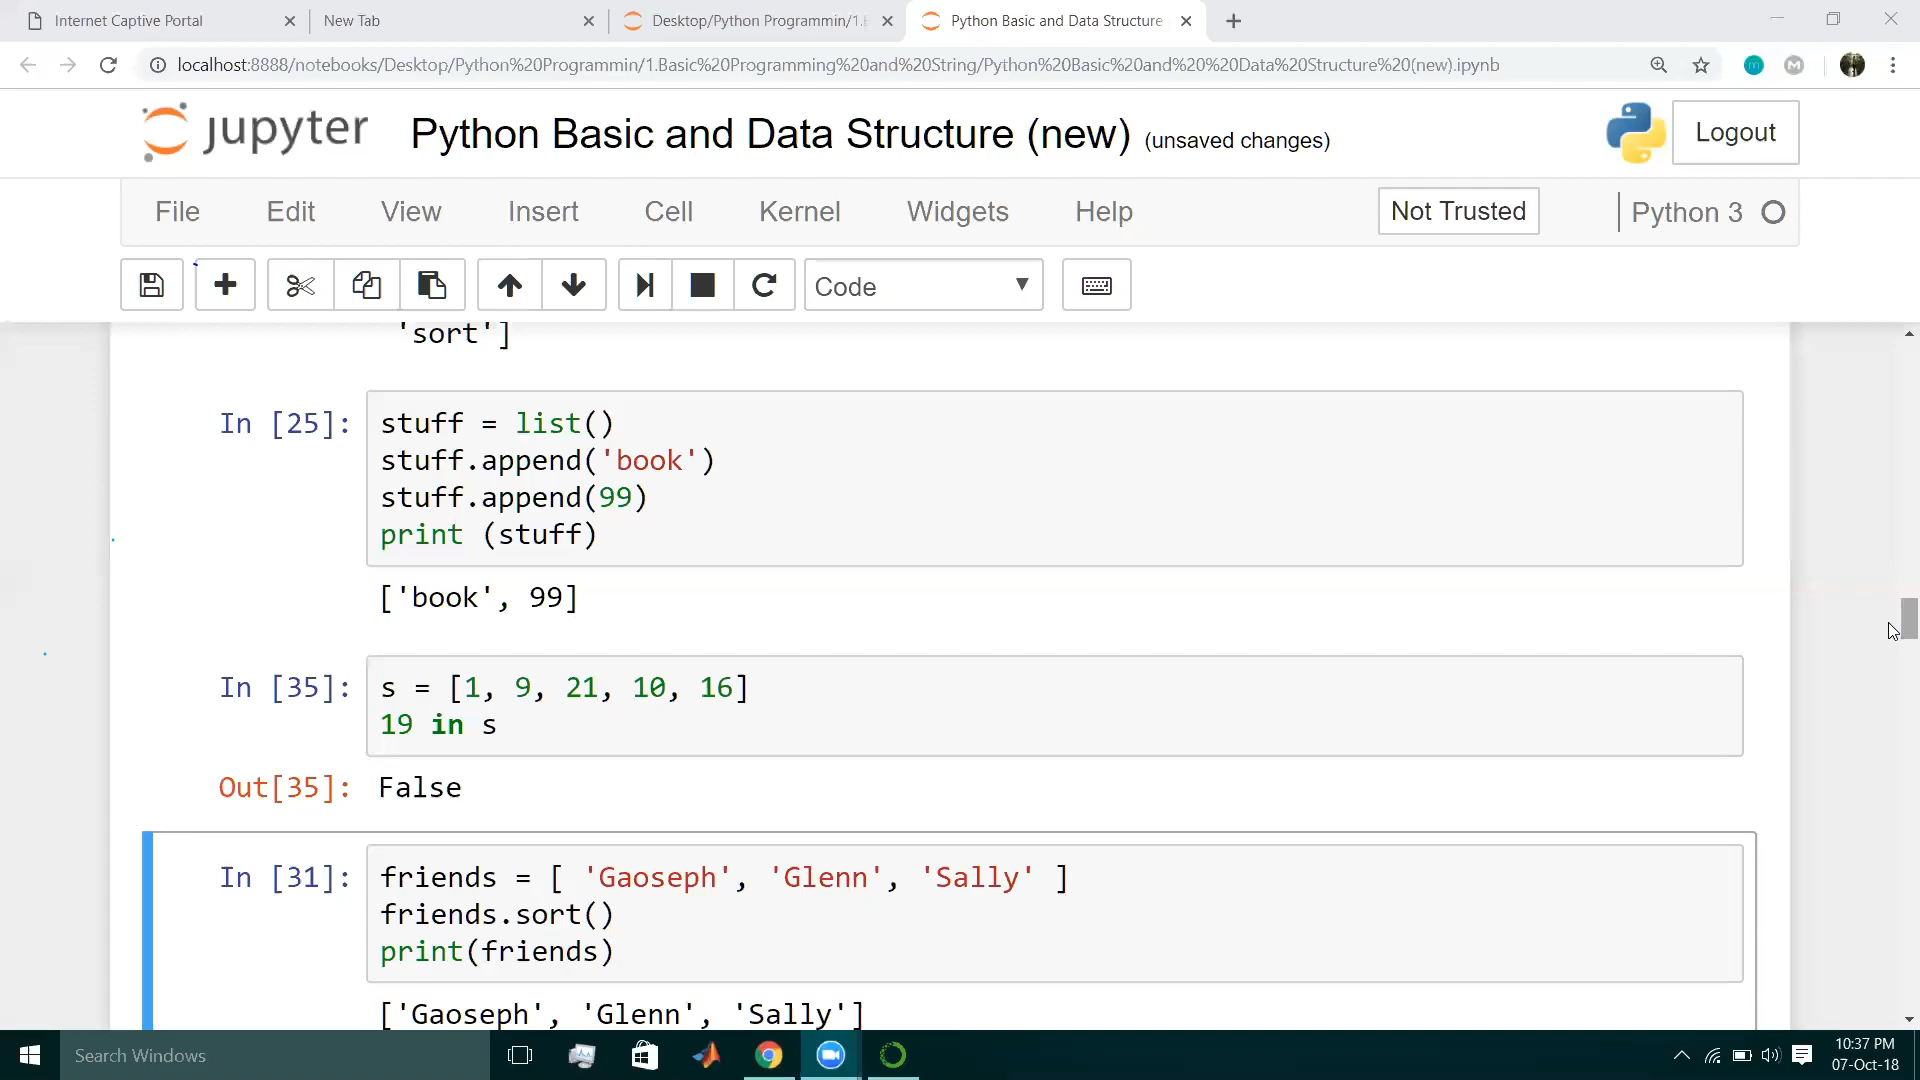 Internet Captive Portal
New Tab
Desktop/Python Programmin/1.
Python Basic and Data Structure
localhost:8888/notebooks/Desktop/Python%20Programmin/1.Basic%20Programming%20and%20String/Python%20Basic%20and%20%20Data%20Structure%20(new).ipynb
jupyter
Python Basic and Data Structure (new) (unsaved changes)
Logout
File Edit View Insert Cell Kernel Widgets Help
Not Trusted
Python 3
Code
'sort']
In [25]:
stuff = list()
stuff.append('book')
stuff.append(99)
print (stuff)
['book', 99]
In [35]:
s = [1, 9, 21, 10, 16]
19 in s
Out[35]: False
In [31]:
friends = [ 'Gaoseph', 'Glenn', 'Sally' ]
friends.sort()
print(friends)
['Gaoseph', 'Glenn', 'Sally']
Search Windows
10:37 PM
07-Oct-18